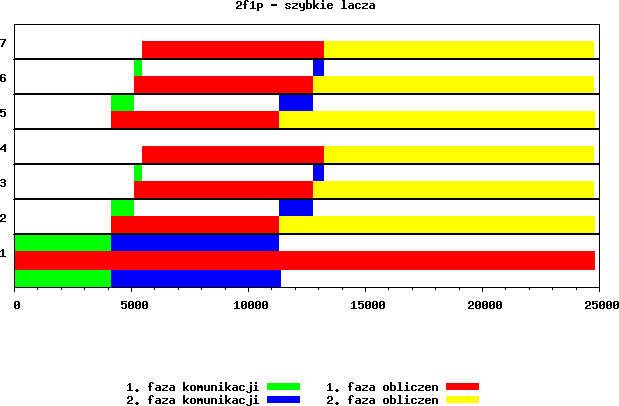 2f1p - szybkie lacza
7
6
5
4
3
2
1
0 5000 10000 15000 20000 25000
1. faza komunikacji 1. faza obliczen
2. faza komunikacji 2. faza obliczen